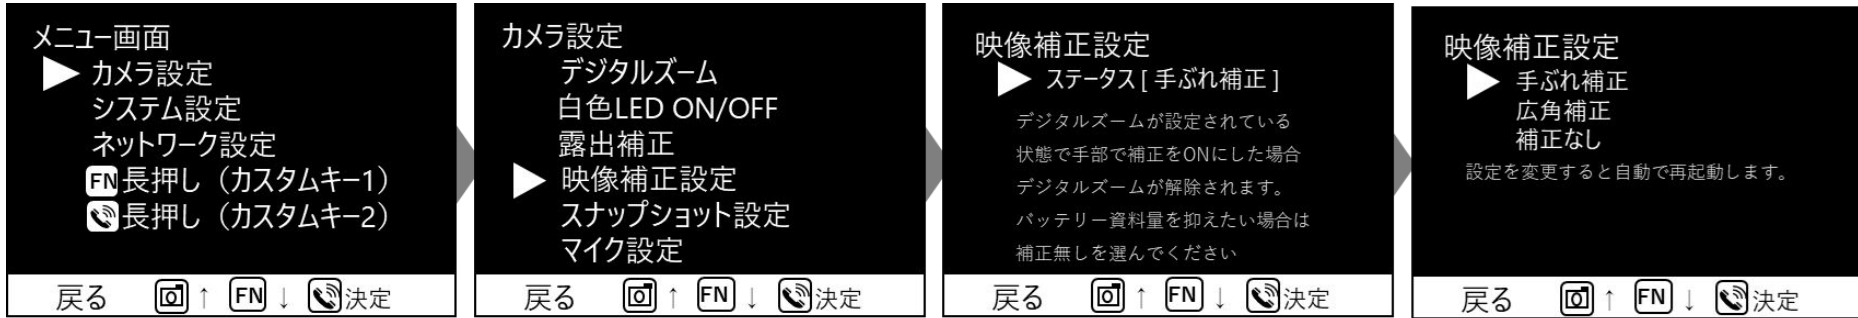 メニュー画面
カメラ設定
システム設定
ネットワーク設定
FN長押し（カスタムキー1）
長押し（カスタムキー2）
戻る ↑ FN ↓ 決定
カメラ設定
デジタルズーム
白色LED ON/OFF
露出補正
映像補正設定
スナップショット設定
マイク設定
戻る ↑ FN ↓ 決定
映像補正設定
ステータス [ 手ぶれ補正 ]
デジタルズームが設定されている
状態で手部で補正をONにした場合
デジタルズームが解除されます。
バッテリー資料量を抑えたい場合は
補正無しを選んでください
戻る ↑ FN ↓ 決定
映像補正設定
手ぶれ補正
広角補正
補正なし
設定を変更すると自動で再起動します。
戻る ↑ FN ↓ 決定